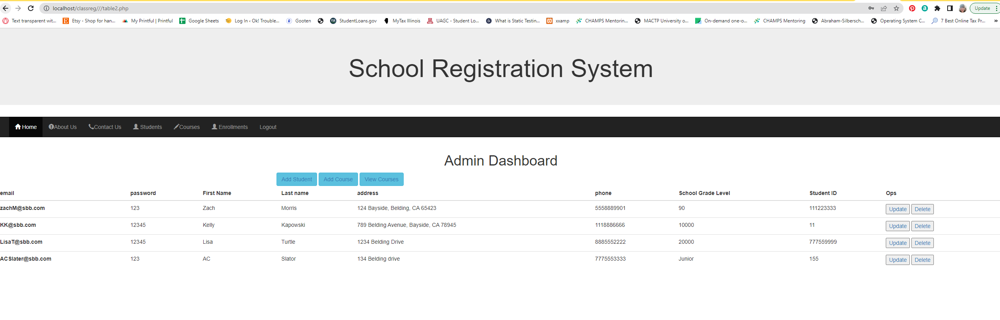 localhost/classreg///table2.php
Update
Text transparent wit... Etsy - Shop for han... My Printful | Printful Google Sheets Log In ‹ Ok! Trouble... Gooten StudentLoans.gov MyTax Illinois UAGC - Student Lo... What is Static Testin... xxamp CHAMPS Mentorin... MACTP University o... On-demand one-o... CHAMPS Mentoring Abraham-Silbersch... Operating System C... 7 Best Online Tax Pr... »
School Registration System
Home About Us Contact Us Students Courses Enrollments Logout
Admin Dashboard
Add Student Add Course View Courses
email password First Name Last name address phone School Grade Level Student ID Ops
zachM@sbb.com 123 Zach Morris 124 Bayside, Belding, CA 65423 5558889901 90 111223333 Update Delete
KK@sbb.com 12345 Kelly Kapowski 789 Belding Avenue, Bayside, CA 78945 1118886666 10000 11 Update Delete
LisaT@sbb.com 12345 Lisa Turtle 1234 Belding Drive 8885552222 20000 777559999 Update Delete
ACSlater@sbb.com 123 AC Slator 134 Belding drive 7775553333 Junior 155 Update Delete